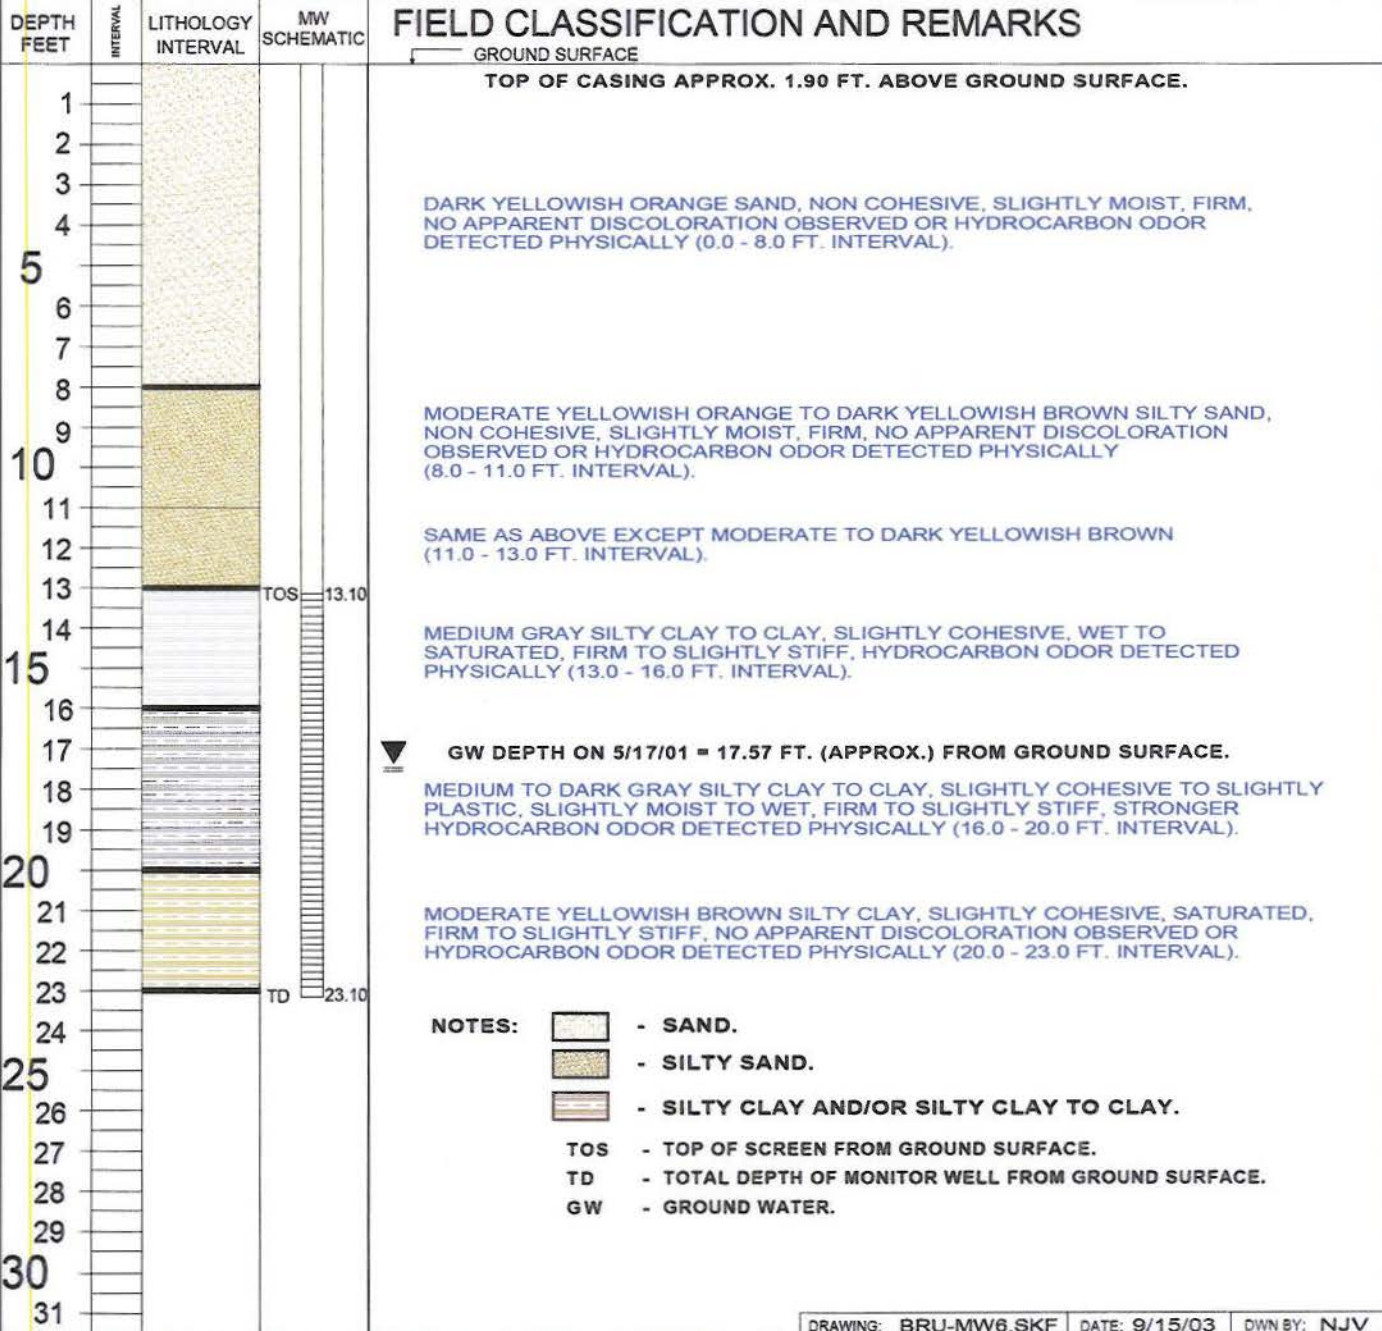 DEPTH
FEET
INTERVAL
LITHOLOGY
INTERVAL
MW
SCHEMATIC
FIELD CLASSIFICATION AND REMARKS
GROUND SURFACE
TOP OF CASING APPROX. 1.90 FT. ABOVE GROUND SURFACE.
1
2
3
DARK YELLOWISH ORANGE SAND, NON COHESIVE, SLIGHTLY MOIST, FIRM,
NO APPARENT DISCOLORATION OBSERVED OR HYDROCARBON ODOR
DETECTED PHYSICALLY (0.0 - 8.0 FT. INTERVAL).
4
5
6
7
8
MODERATE YELLOWISH ORANGE TO DARK YELLOWISH BROWN SILTY SAND,
NON COHESIVE, SLIGHTLY MOIST, FIRM, NO APPARENT DISCOLORATION
OBSERVED OR HYDROCARBON ODOR DETECTED PHYSICALLY
(8.0 - 11.0 FT. INTERVAL).
9
10
11
SAME AS ABOVE EXCEPT MODERATE TO DARK YELLOWISH BROWN
(11.0 - 13.0 FT. INTERVAL).
12
13
TOS 13.10
14
MEDIUM GRAY SILTY CLAY TO CLAY, SLIGHTLY COHESIVE, WET TO
SATURATED, FIRM TO SLIGHTLY STIFF, HYDROCARBON ODOR DETECTED
PHYSICALLY (13.0 - 16.0 FT. INTERVAL).
15
16
17
GW DEPTH ON 5/17/01 = 17.57 FT. (APPROX.) FROM GROUND SURFACE.
18
MEDIUM TO DARK GRAY SILTY CLAY TO CLAY, SLIGHTLY COHESIVE TO SLIGHTLY
PLASTIC, SLIGHTLY MOIST TO WET, FIRM TO SLIGHTLY STIFF, STRONGER
HYDROCARBON ODOR DETECTED PHYSICALLY (16.0 - 20.0 FT. INTERVAL).
19
20
21
MODERATE YELLOWISH BROWN SILTY CLAY, SLIGHTLY COHESIVE, SATURATED,
FIRM TO SLIGHTLY STIFF, NO APPARENT DISCOLORATION OBSERVED OR
HYDROCARBON ODOR DETECTED PHYSICALLY (20.0 - 23.0 FT. INTERVAL).
22
23
TD 23.10
24
NOTES: - SAND.
- SILTY SAND.
25
26
- SILTY CLAY AND/OR SILTY CLAY TO CLAY.
27
TOS - TOP OF SCREEN FROM GROUND SURFACE.
28
TD - TOTAL DEPTH OF MONITOR WELL FROM GROUND SURFACE.
GW - GROUND WATER.
29
30
31
DRAWING: BRU-MW6.SKF DATE: 9/15/03 DWN BY: NJV